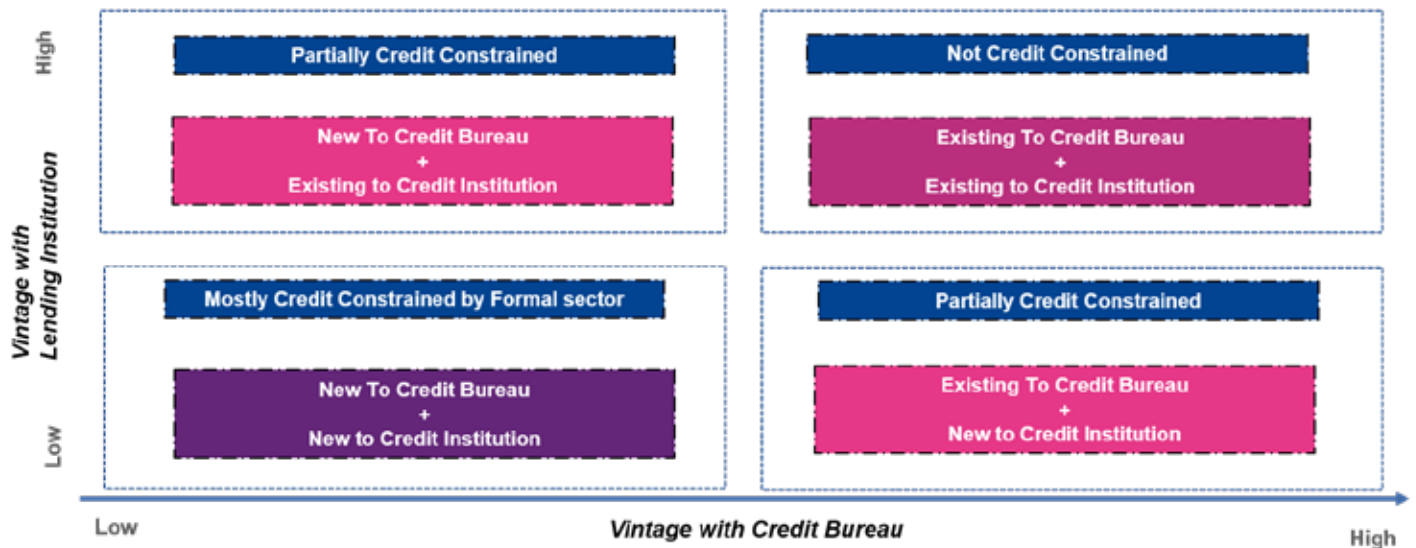 High
Partially Credit Constrained
Not Credit Constrained
New To Credit Bureau
+
Existing to Credit Institution
Existing To Credit Bureau
+
Existing to Credit Institution
Vintage with
Lending Institution
Mostly Credit Constrained by Formal sector
Partially Credit Constrained
New To Credit Bureau
+
New to Credit Institution
Existing To Credit Bureau
+
New to Credit Institution
Low
Low
Vintage with Credit Bureau
High